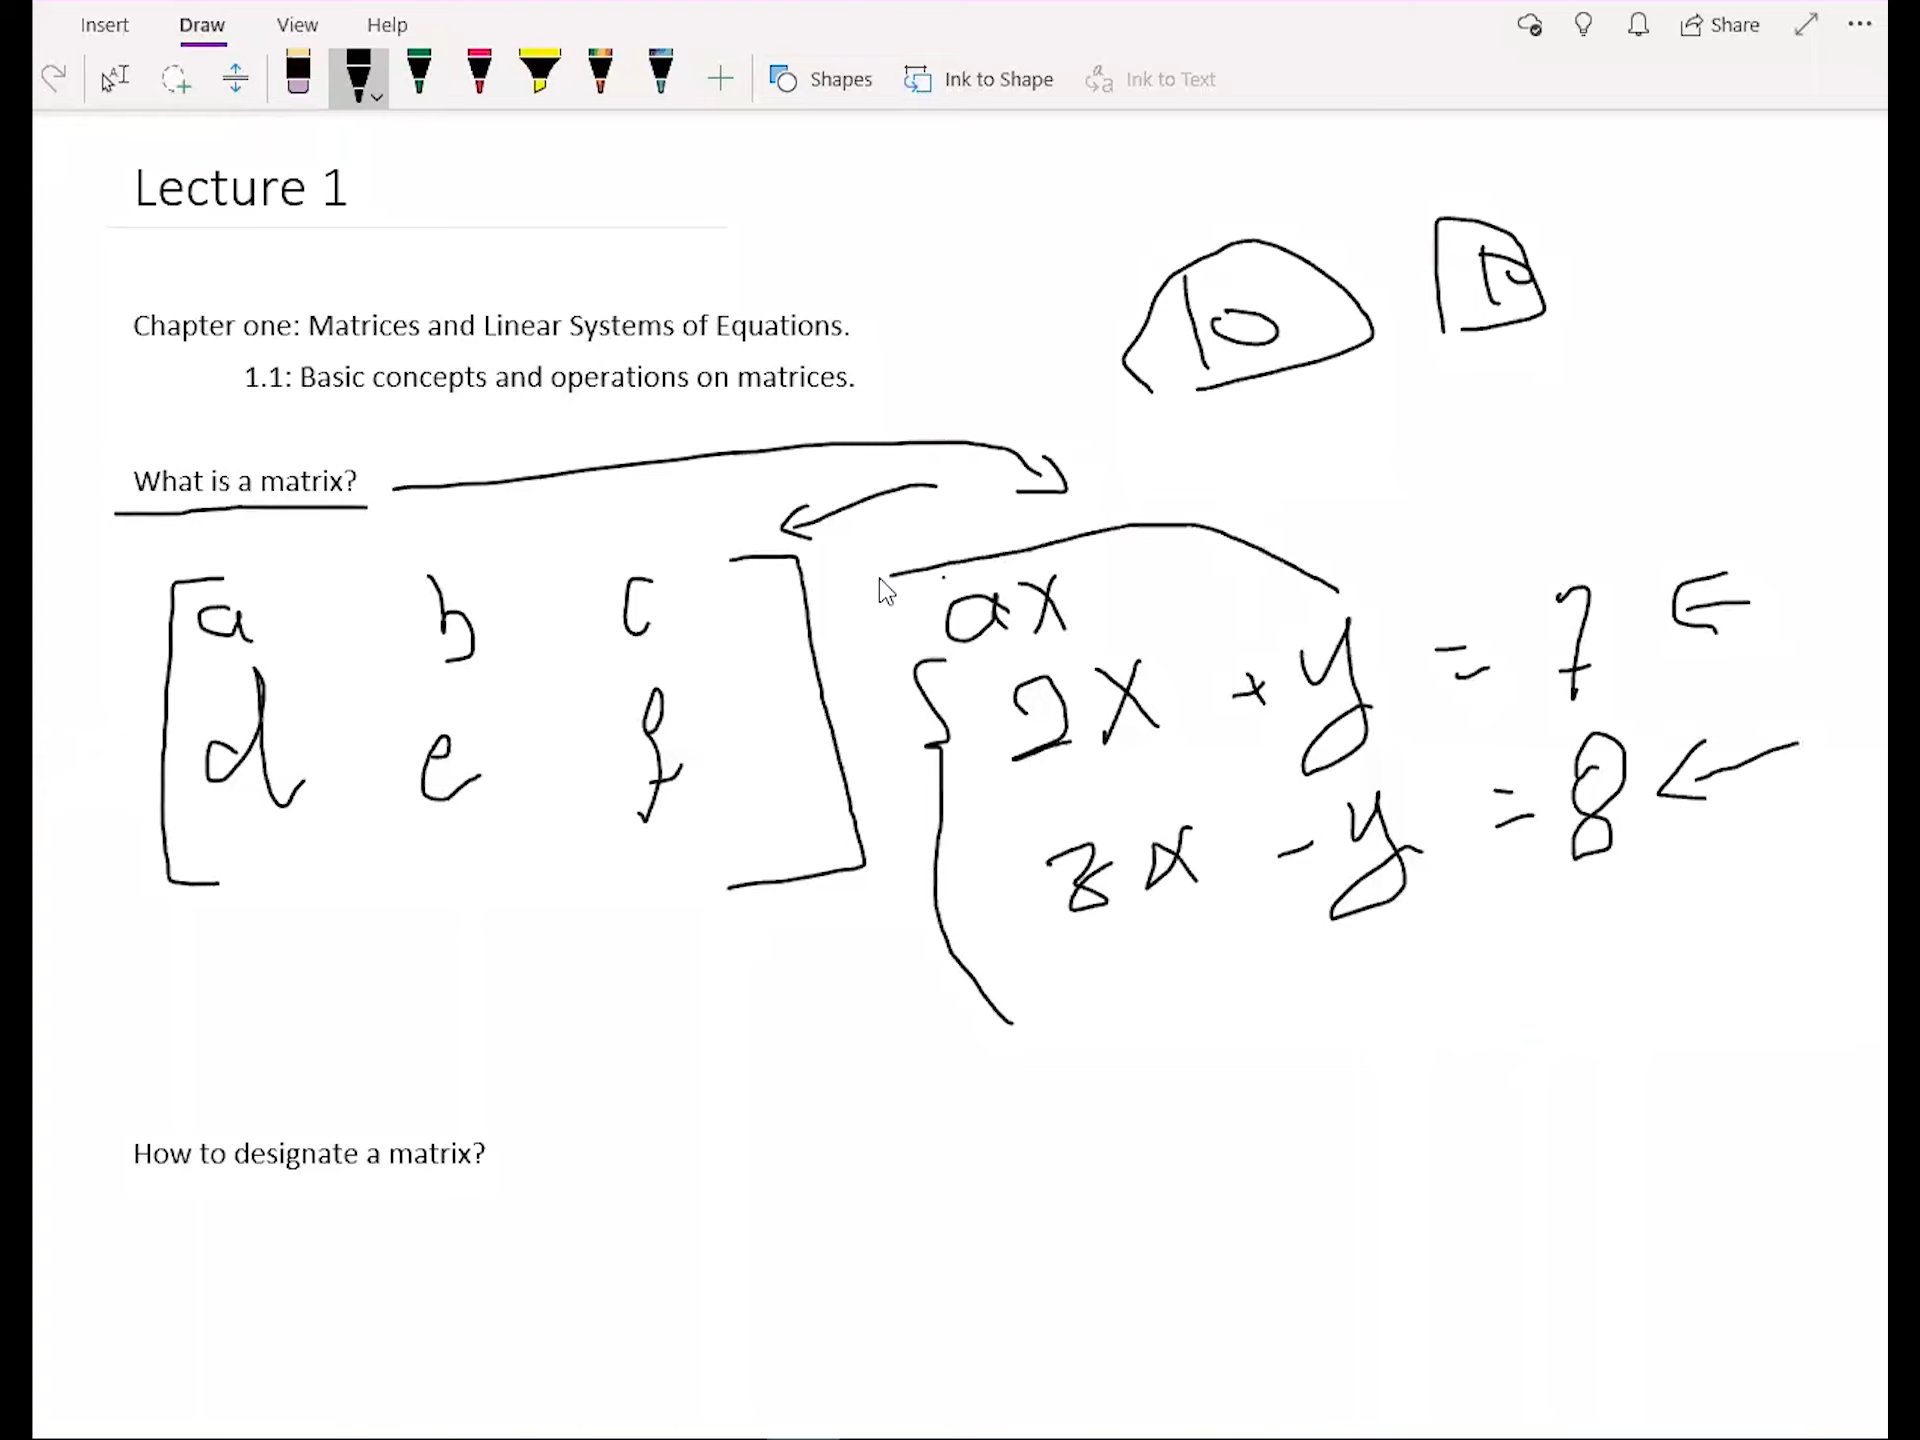 Insert Draw View Help Share
Shapes Ink to Shape Ink to Text
Lecture 1
Chapter one: Matrices and Linear Systems of Equations.
1.1: Basic concepts and operations on matrices.
What is a matrix?
a b c
d e f
ax
2x + y = 7
3x - y = 8
How to designate a matrix?